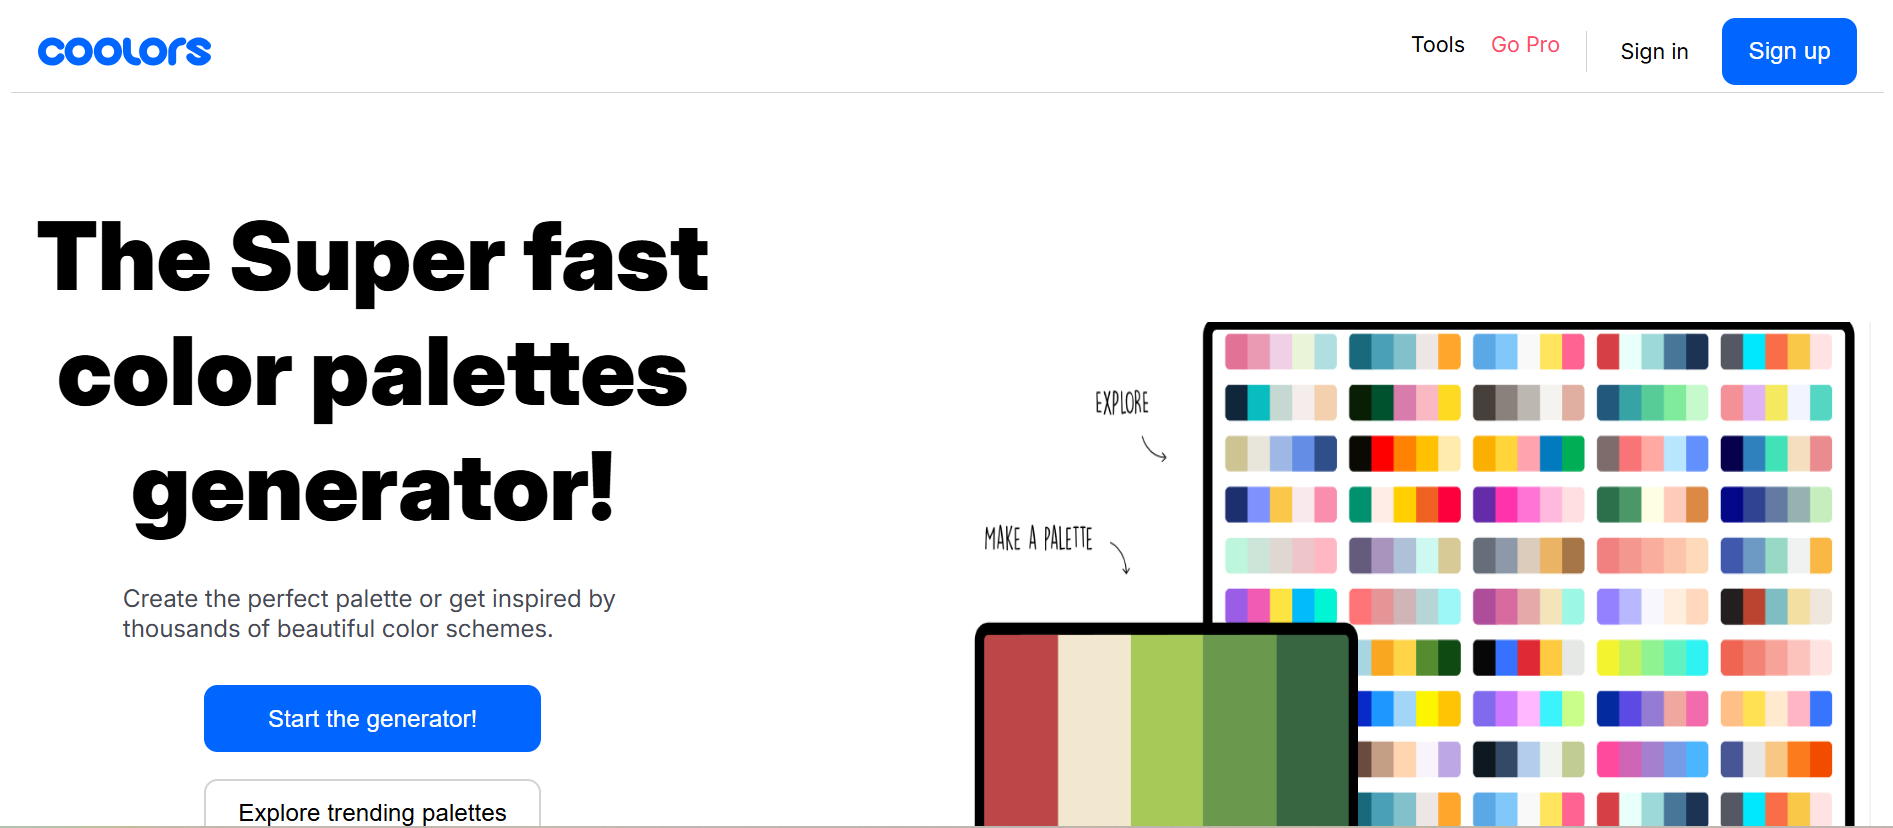 coolors
Tools
Go Pro
Sign in
Sign up
The Super fast
color palettes
generator!
Create the perfect palette or get inspired by
thousands of beautiful color schemes.
Start the generator!
Explore trending palettes
EXPLORE
MAKE A PALETTE